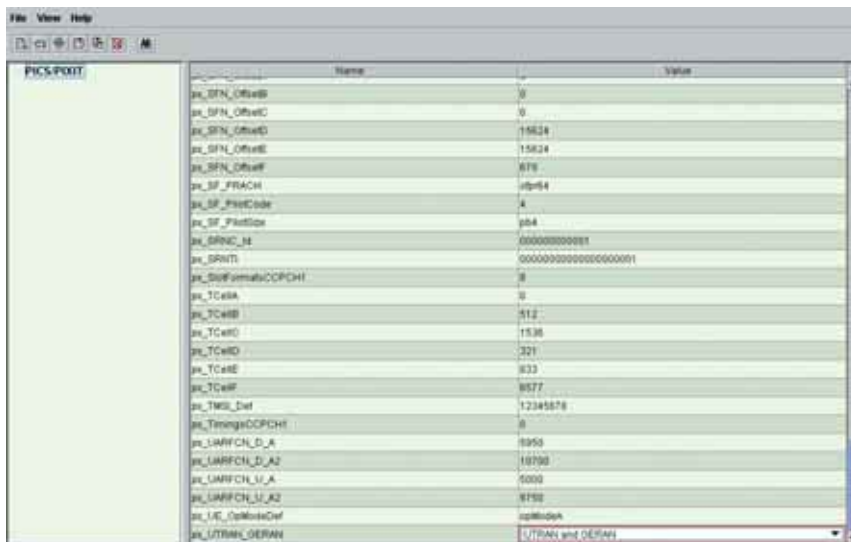 File View Help
PICS/PIXIT
Name Value
px_SFN_OffsetB 0
px_SFN_OffsetC 0
px_SFN_OffsetD 15624
px_SFN_OffsetE 15624
px_SFN_OffsetF
px_SF_PRACH sfpr64
px_SF_PilotCode 4
px_SF_PilotSize pb4
px_SRNC_Id 000000000001
px_SRNTI 00000000000000000001
px_SlotFormatsCCPCH1 8
px_TCellA 0
px_TCellB 512
px_TCellC 1536
px_TCellD 321
px_TCellE 833
px_TCellF 6577
px_TMSI_Def 12345678
px_TimingsCCPCH1 0
px_UARFCN_D_A 5950
px_UARFCN_D_A2 10700
px_UARFCN_U_A 5000
px_UARFCN_U_A2 9750
px_UE_OpModeDef opModeA
px_UTRAN_GERAN UTRAN and GERAN